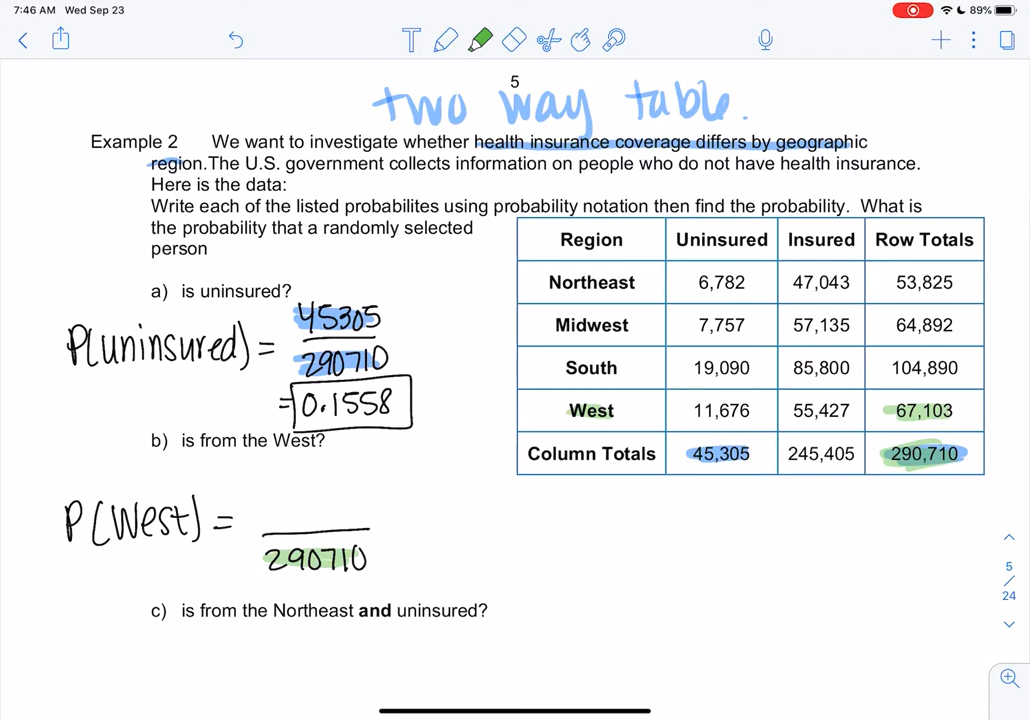 7:46 AM Wed Sep 23
89%
T
5
two way table.
Example 2 We want to investigate whether health insurance coverage differs by geographic
region.The U.S. government collects information on people who do not have health insurance.
Here is the data:
Write each of the listed probabilites using probability notation then find the probability. What is
the probability that a randomly selected
person
Region Uninsured Insured Row Totals
Northeast 6,782 47,043 53,825
Midwest 7,757 57,135 64,892
South 19,090 85,800 104,890
West 11,676 55,427 67,103
Column Totals 45,305 245,405 290,710
a) is uninsured?
P(uninsured) = 45305
290710
= 0.1558
b) is from the West?
P(West) =
290710
c) is from the Northeast and uninsured?
5
/
24